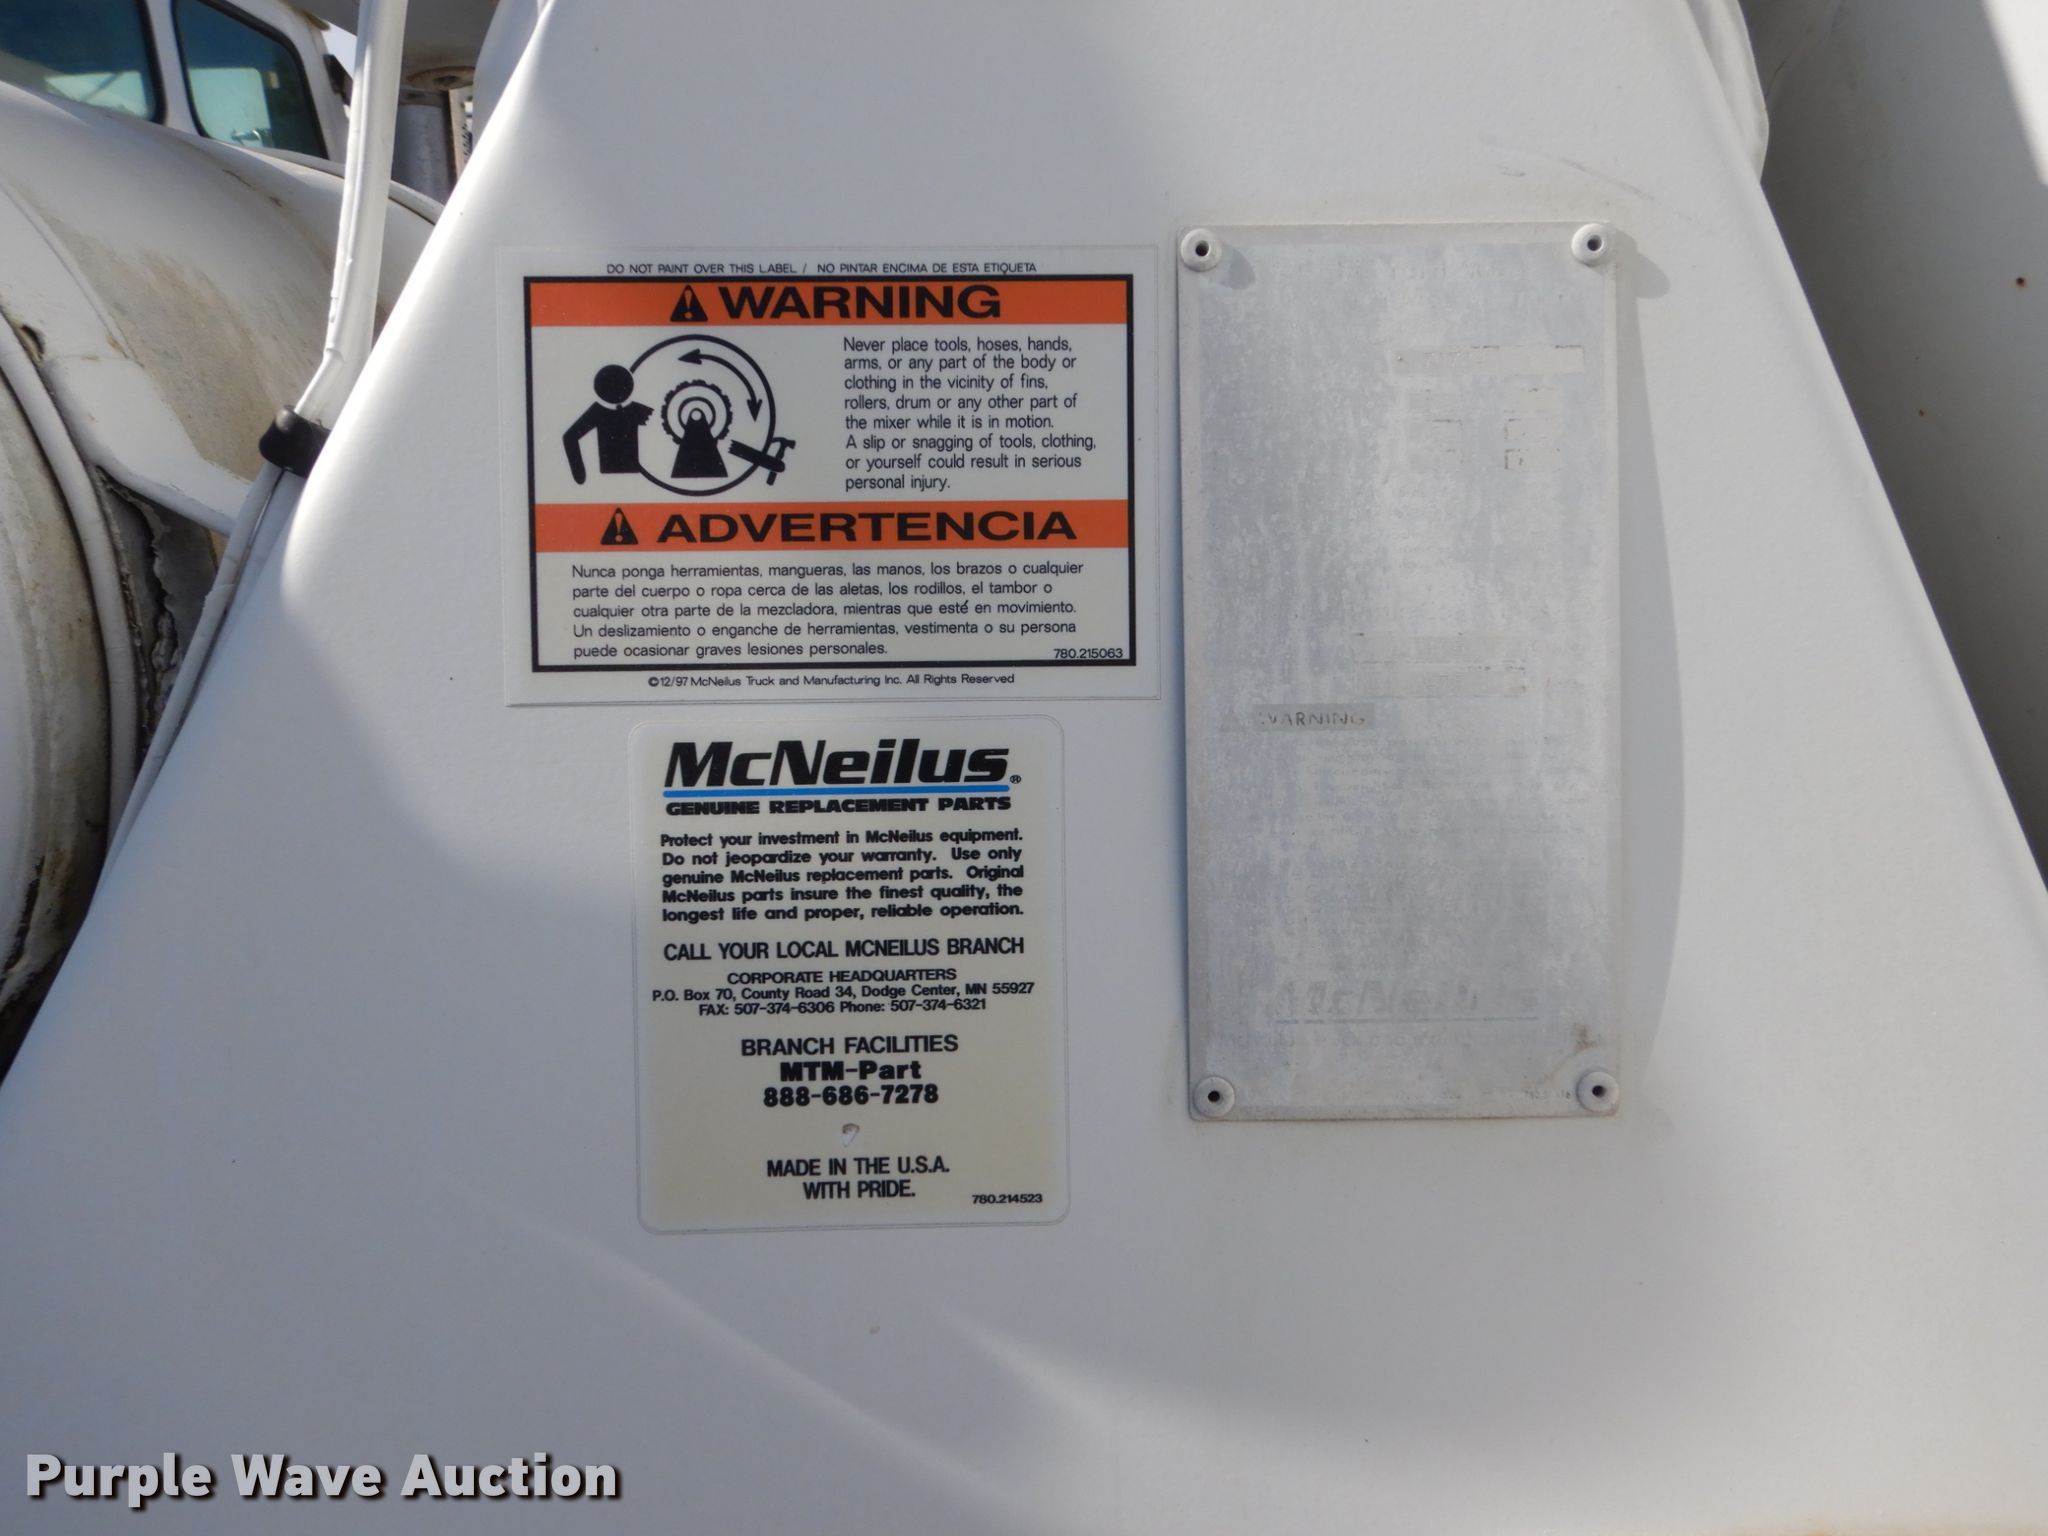 DO NOT PAINT OVER THIS LABEL / NO PINTAR ENCIMA DE ESTA ETIQUETA
WARNING
Never place tools, hoses, hands,
arms, or any part of the body or
clothing in the vicinity of fins,
rollers, drum or any other part of
the mixer while it is in motion.
A slip or snagging of tools, clothing,
or yourself could result in serious
personal injury.
ADVERTENCIA
Nunca ponga herramientas, mangueras, las manos, los brazos o cualquier
parte del cuerpo o ropa cerca de las aletas, los rodillos, el tambor o
cualquier otra parte de la mezcladora, mientras que esté en movimiento.
Un deslizamiento o enganche de herramientas, vestimenta o su persona
puede ocasionar graves lesiones personales.
780.215063
©12/97 McNeilus Truck and Manufacturing Inc. All Rights Reserved
McNeilus®
GENUINE REPLACEMENT PARTS
Protect your investment in McNeilus equipment.
Do not jeopardize your warranty. Use only
genuine McNeilus replacement parts. Original
McNeilus parts insure the finest quality, the
longest life and proper, reliable operation.
CALL YOUR LOCAL MCNEILUS BRANCH
CORPORATE HEADQUARTERS
P.O. Box 70, County Road 34, Dodge Center, MN 55927
FAX: 507-374-6306 Phone: 507-374-6321
BRANCH FACILITIES
MTM-Part
888-686-7278
MADE IN THE U.S.A.
WITH PRIDE.
780.214523
WARNING
McNeilus
Purple Wave Auction